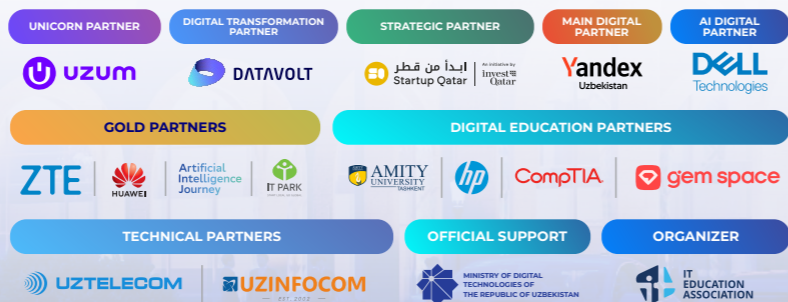 UNICORN PARTNER
DIGITAL TRANSFORMATION
PARTNER
STRATEGIC PARTNER
MAIN DIGITAL
PARTNER
AI DIGITAL
PARTNER
UZUM
DATAVOLT
ابدأ من قطر
Startup Qatar
An initiative by
invest
Qatar
Yandex
Uzbekistan
DELL
Technologies
GOLD PARTNERS
DIGITAL EDUCATION PARTNERS
ZTE
HUAWEI
Artificial
Intelligence
Journey
IT PARK
AMITY
UNIVERSITY
TASHKENT
hp
CompTIA
gem space
TECHNICAL PARTNERS
OFFICIAL SUPPORT
ORGANIZER
UZTELECOM
UZINFOCOM
EST. 2002
MINISTRY OF DIGITAL
TECHNOLOGIES OF
THE REPUBLIC OF UZBEKISTAN
IT
EDUCATION
ASSOCIATION